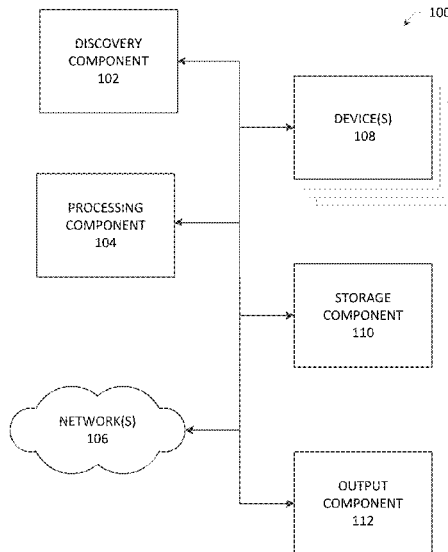 100
DISCOVERY
COMPONENT
102
DEVICE(S)
108
PROCESSING
COMPONENT
104
STORAGE
COMPONENT
110
NETWORK(S)
106
OUTPUT
COMPONENT
112